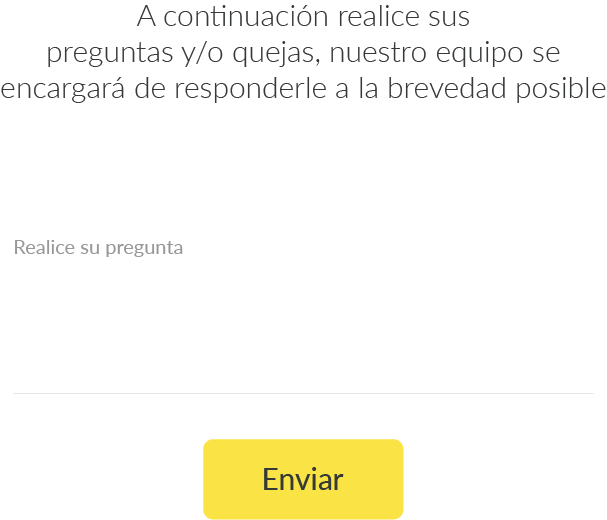 A continuación realice sus
preguntas y/o quejas, nuestro equipo se
encargará de responderle a la brevedad posible
Realice su pregunta
Enviar